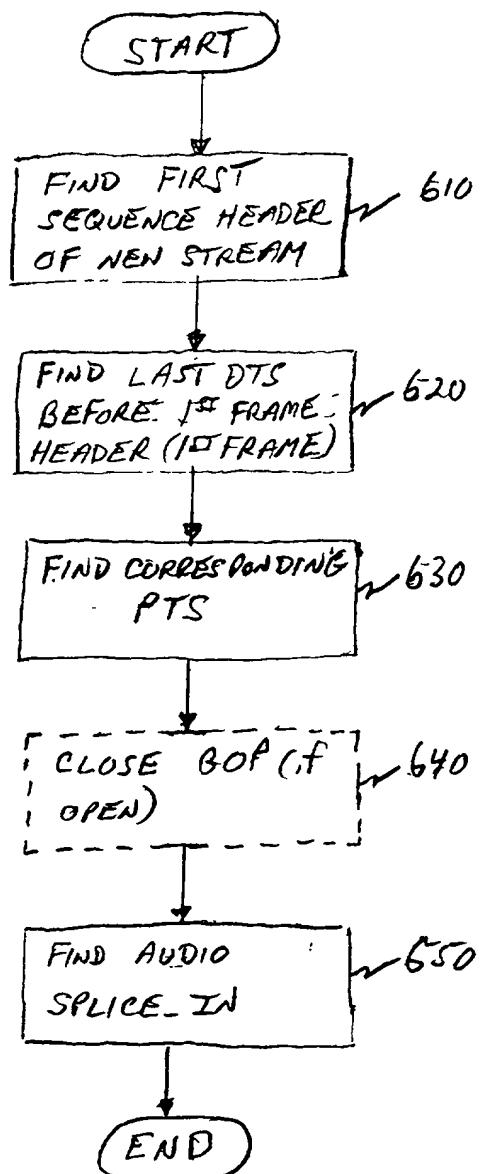 START
FIND FIRST
SEQUENCE HEADER
OF NEW STREAM
610
FIND LAST DTS
BEFORE 1ST FRAME
HEADER (1ST FRAME)
620
FIND CORRESPONDING
PTS
630
CLOSE GOP (if
OPEN)
640
FIND AUDIO
SPLICE_IN
650
END